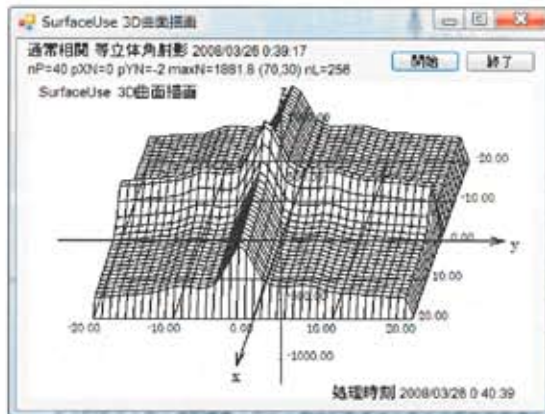 SurfaceUse 3D曲面描画
通常相関 等立体角射影 2008/03/26 0:39:17
nP=40 pXN=0 pYN=-2 maxN=1881.6 (70,30) nL=256
開始
終了
SurfaceUse 3D曲面描画
z
-20.00
-10.00
0.00
y
10.00
20.00
-20.00
-10.00
0.00
10.00
20.00
x
-1000.00
処理時刻 2008/03/26 0:40:39